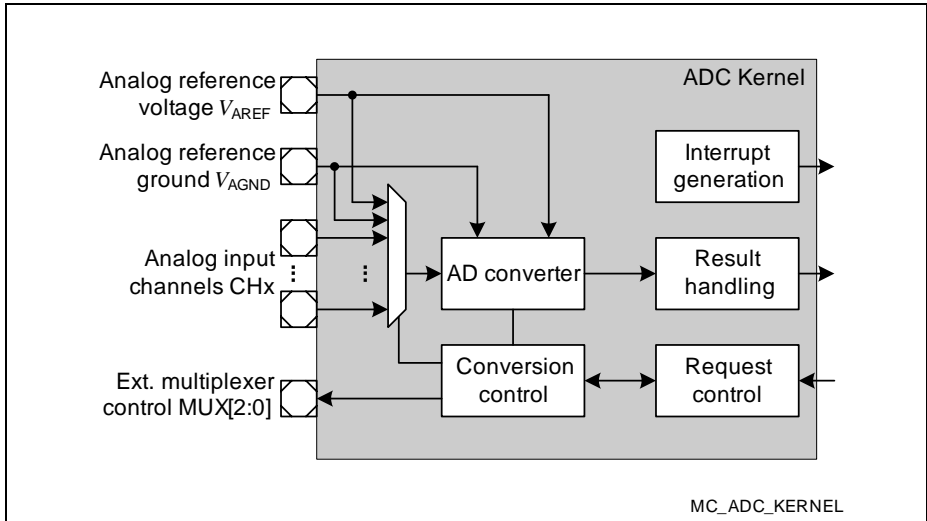 ADC Kernel
Analog reference
voltage VAREF
Analog reference
ground VAGND
Analog input
channels CHx
Ext. multiplexer
control MUX[2:0]
AD converter
Conversion
control
Interrupt
generation
Result
handling
Request
control
MC_ADC_KERNEL